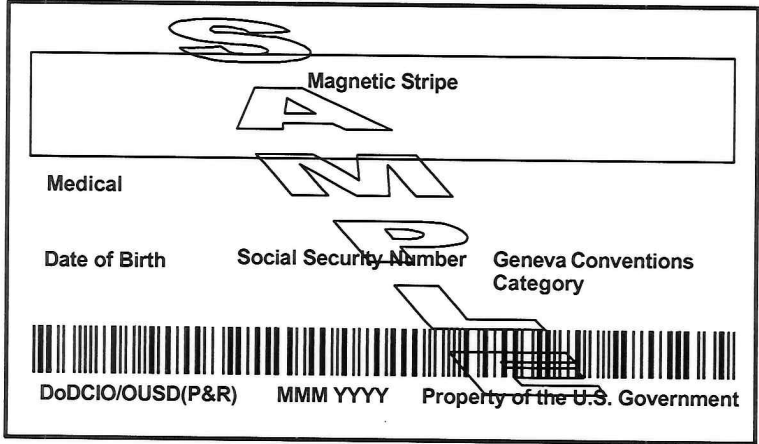 SAMPLE
Magnetic Stripe
Medical
Date of Birth Social Security Number Geneva Conventions
Category
DoDCIO/OUSD(P&R) MMM YYYY Property of the U.S. Government